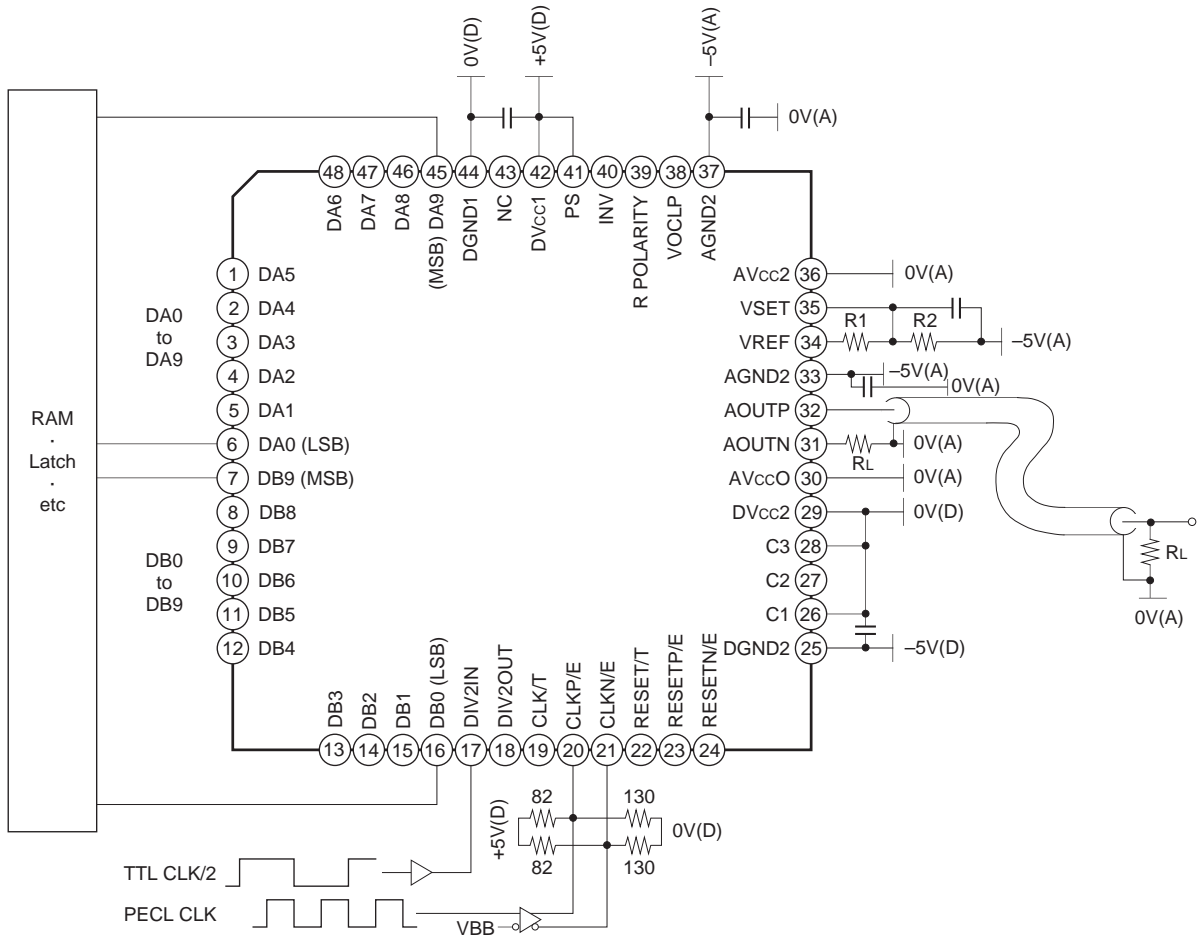 0V(D)
+5V(D)
–5V(A)
0V(A)
48 47 46 45 44 43 42 41 40 39 38 37
DA6
DA7
DA8
(MSB) DA9
DGND1
NC
DVCC1
PS
INV
R POLARITY
VOCLP
AGND2
RAM
·
Latch
·
etc
DA0
to
DA9
DB0
to
DB9
1 DA5
2 DA4
3 DA3
4 DA2
5 DA1
6 DA0 (LSB)
7 DB9 (MSB)
8 DB8
9 DB7
10 DB6
11 DB5
12 DB4
AVCC2 36 0V(A)
VSET 35
R1 R2
VREF 34 –5V(A)
AGND2 33 –5V(A)
0V(A)
AOUTP 32
AOUTN 31 RL 0V(A)
AVCCO 30 0V(A)
DVCC2 29 0V(D)
C3 28
C2 27
C1 26
DGND2 25 –5V(D)
RL
0V(A)
DB3
DB2
DB1
DB0 (LSB)
DIV2IN
DIV2OUT
CLK/T
CLKP/E
CLKN/E
RESET/T
RESETP/E
RESETN/E
13 14 15 16 17 18 19 20 21 22 23 24
82 130
+5V(D) 0V(D)
82 130
TTL CLK/2
PECL CLK
VBB